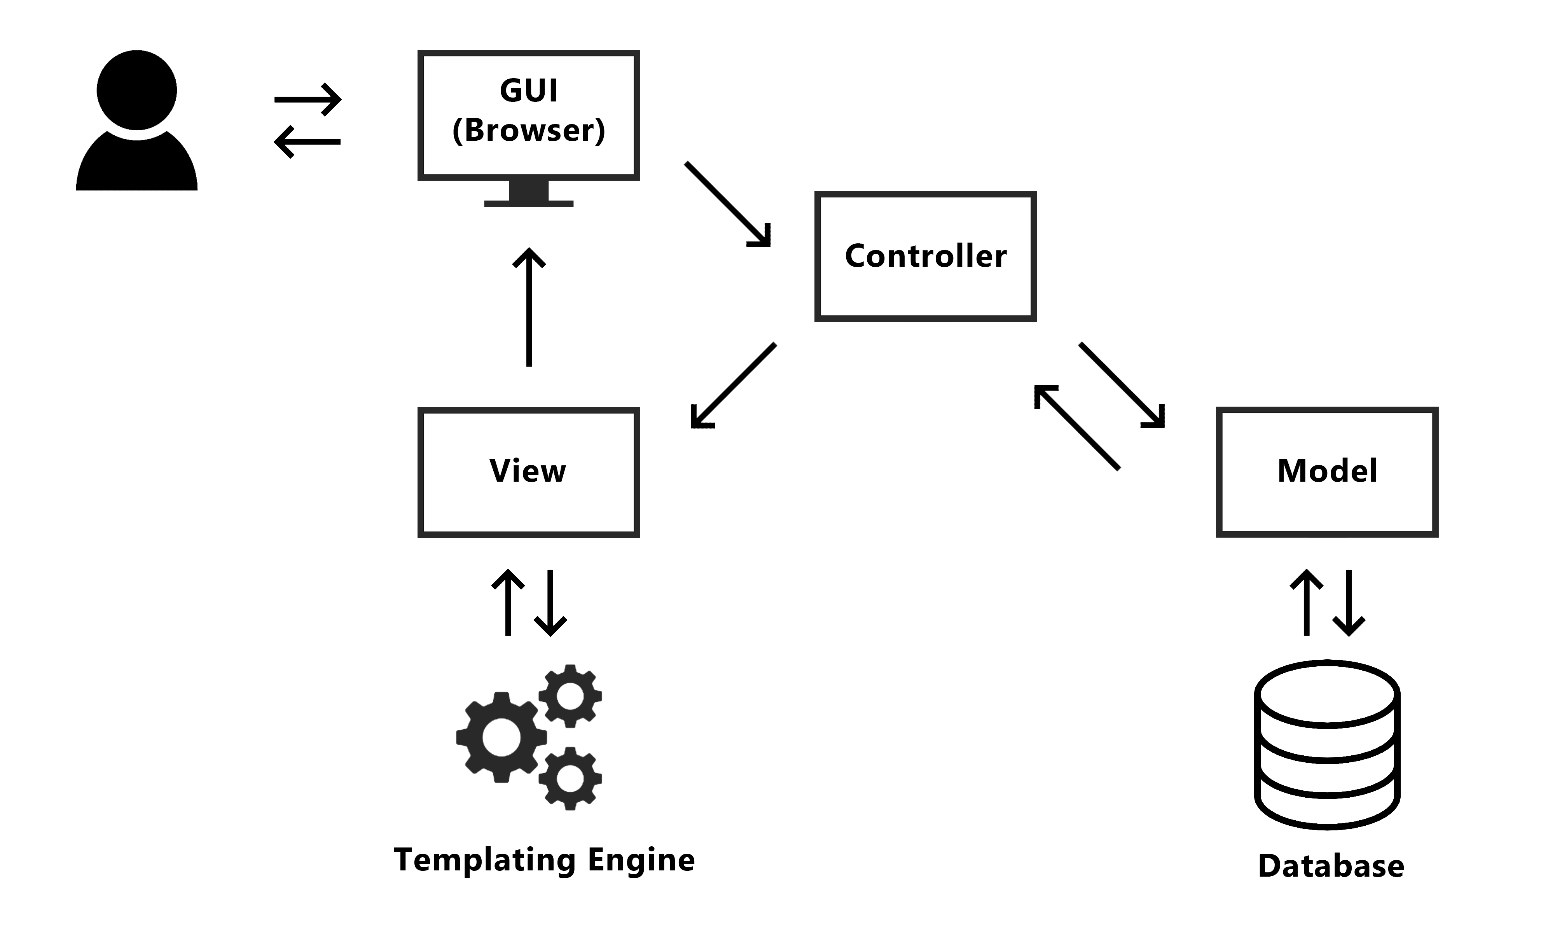 GUI
(Browser)
Controller
View
Model
Templating Engine
Database